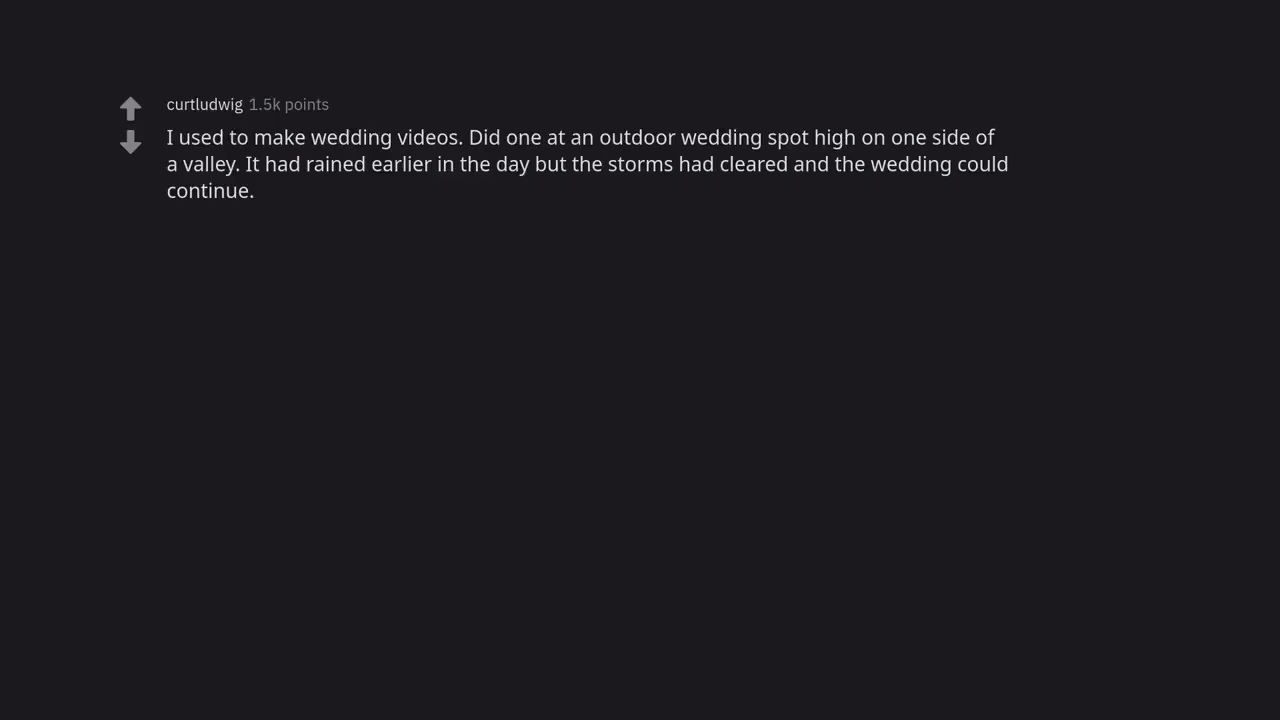 curtludwig 1.5k points
I used to make wedding videos. Did one at an outdoor wedding spot high on one side of
a valley. It had rained earlier in the day but the storms had cleared and the wedding could
continue.